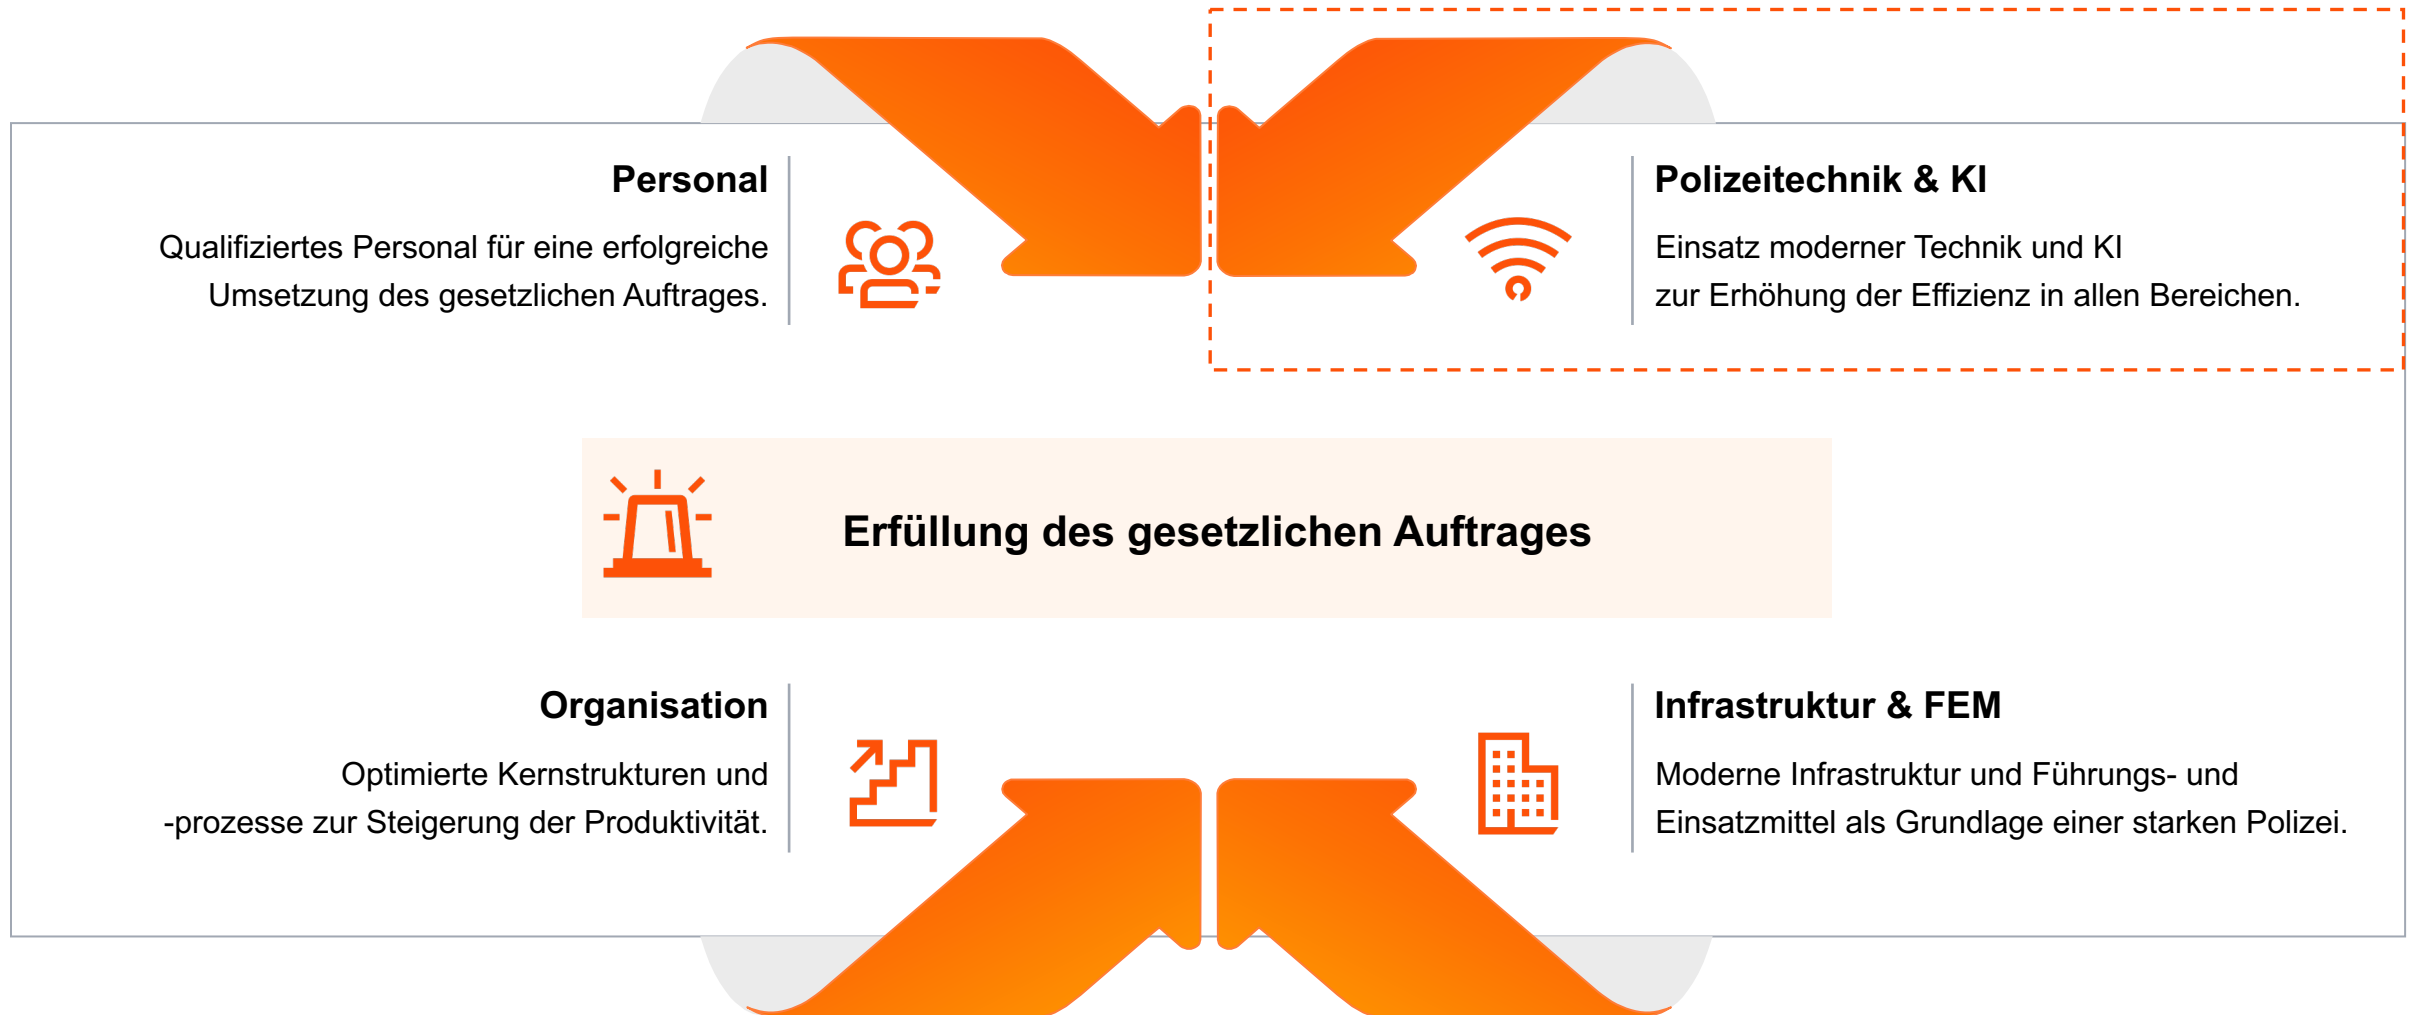 Personal
Qualifiziertes Personal für eine erfolgreiche
Umsetzung des gesetzlichen Auftrages.
Polizeitechnik & KI
Einsatz moderner Technik und KI
zur Erhöhung der Effizienz in allen Bereichen.
Erfüllung des gesetzlichen Auftrages
Organisation
Optimierte Kernstrukturen und
-prozesse zur Steigerung der Produktivität.
Infrastruktur & FEM
Moderne Infrastruktur und Führungs- und
Einsatzmittel als Grundlage einer starken Polizei.